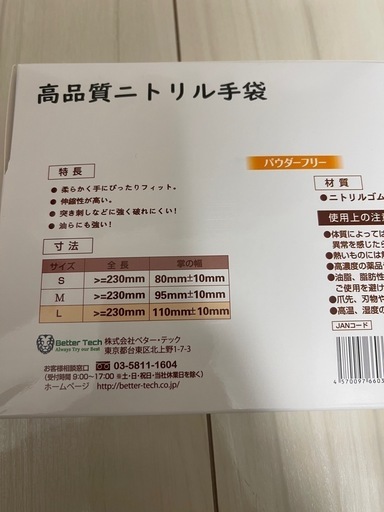 高品質ニトリル手袋
パウダーフリー
特長
● 柔らかく手にぴったりフィット。
● 伸縮性が高い。
● 突き刺しなどに強く破れにくい!
● 油らにも強い!
寸法
サイズ 全長 掌の幅
S >=230mm 80mm±10mm
M >=95mm±10mm
L >=230mm 110mm±10mm
材質
●ニトリルゴム
使用上の注意
●体質によっては
異常を感じたら
●熱いものには
●高濃度の薬品
●油脂、脂肪性
ご使用を避け
●爪先、刃物や
●高温、湿度の
JANコード
4570097660
Better Tech
Always Try our Best
株式会社ベター・テック
東京都台東区北上野1-7-3
お客様相談窓口 03-5811-1604
(受付時間 9:00~17:00 ※土・日・祝日・当社休業日を除く)
ホームページ http://better-tech.co.jp/